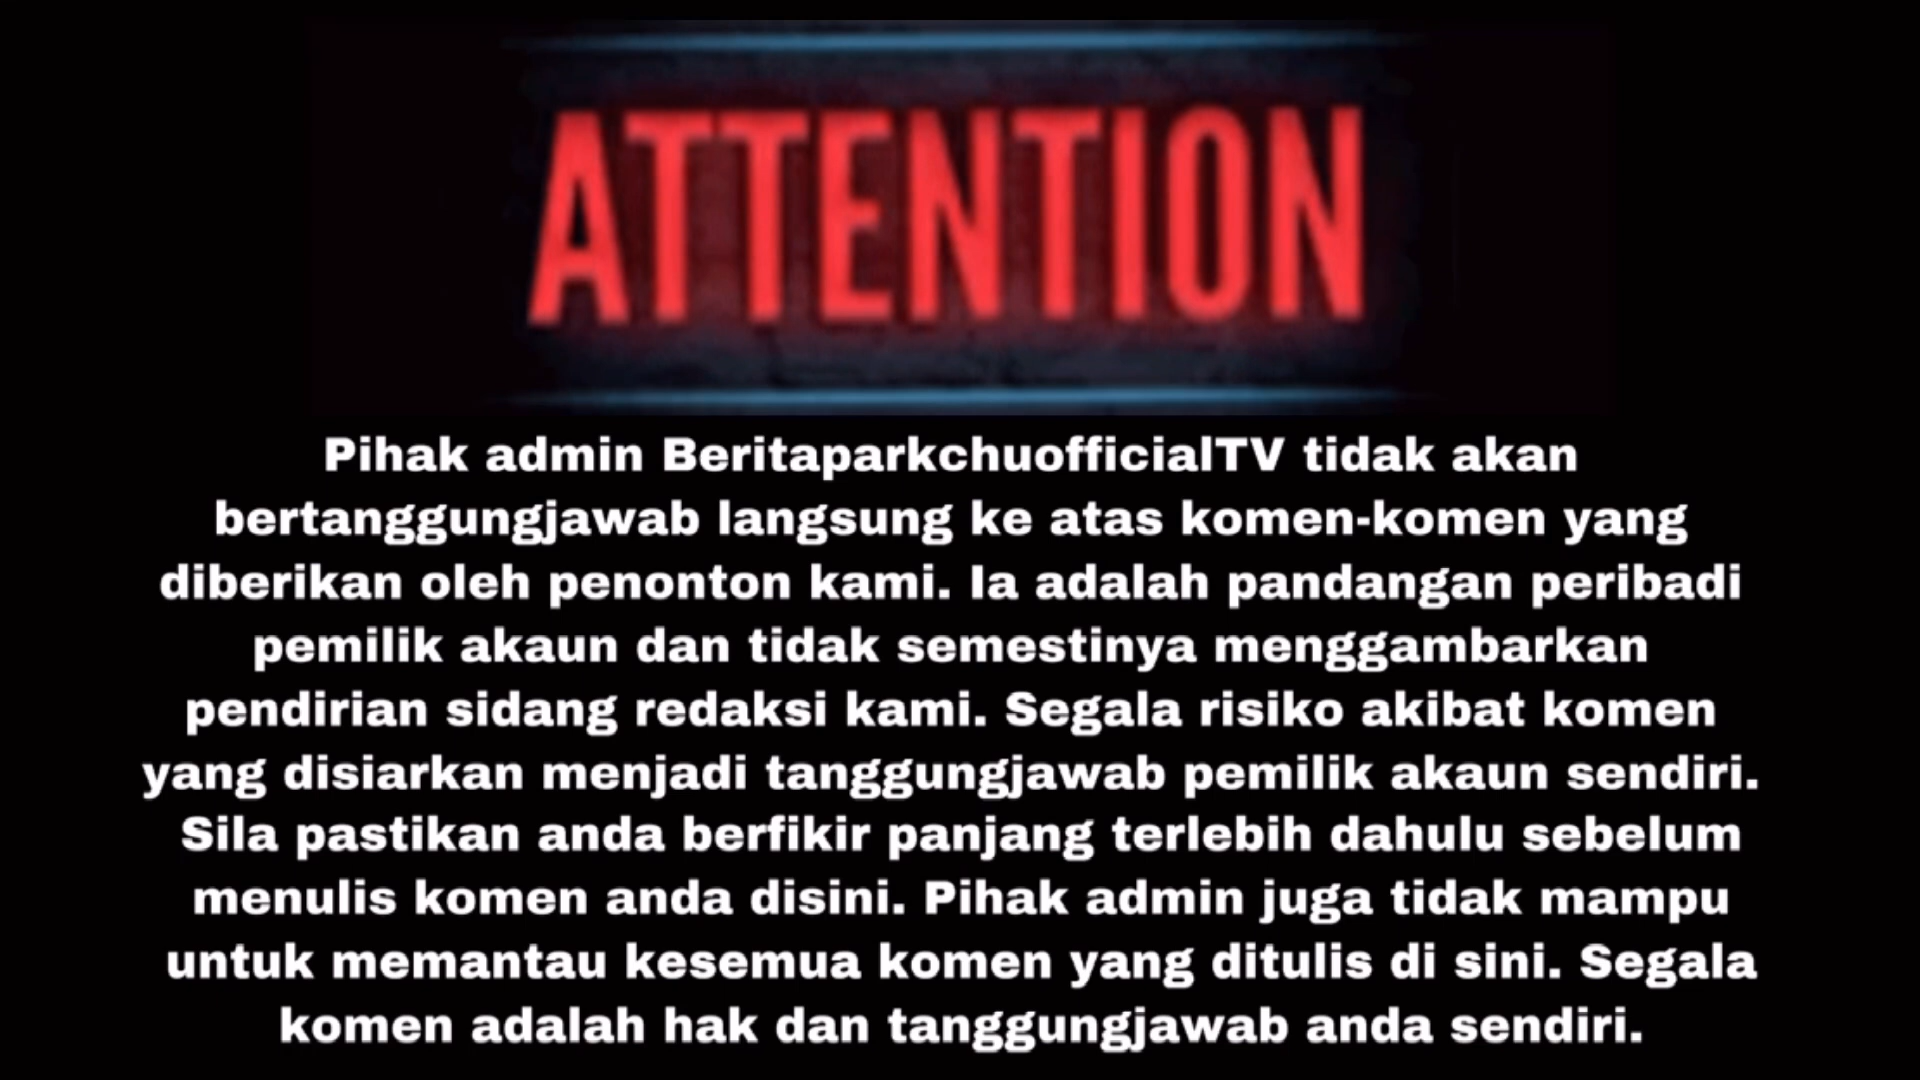 ATTENTION
Pihak admin BeritaparkchuofficialTV tidak akan
bertanggungjawab langsung ke atas komen-komen yang
diberikan oleh penonton kami. Ia adalah pandangan peribadi
pemilik akaun dan tidak semestinya menggambarkan
pendirian sidang redaksi kami. Segala risiko akibat komen
yang disiarkan menjadi tanggungjawab pemilik akaun sendiri.
Sila pastikan anda berfikir panjang terlebih dahulu sebelum
menulis komen anda disini. Pihak admin juga tidak mampu
untuk memantau kesemua komen yang ditulis di sini. Segala
komen adalah hak dan tanggungjawab anda sendiri.